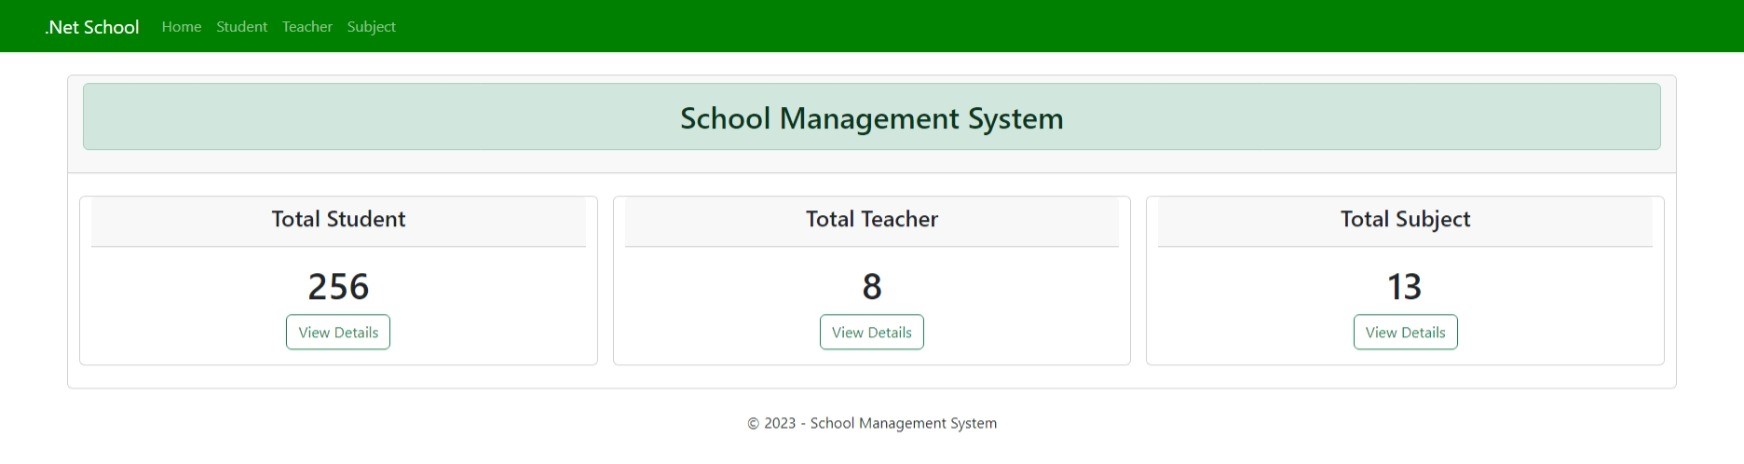 .Net School Home Student Teacher Subject
School Management System
Total Student
256
View Details
Total Teacher
8
View Details
Total Subject
13
View Details
© 2023 - School Management System